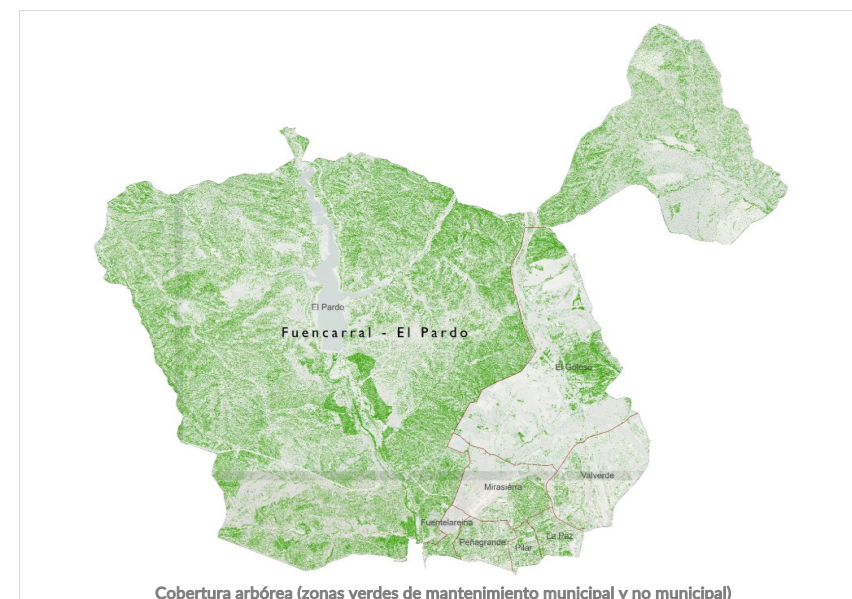 El Pardo
Fuencarral - El Pardo
El Goloso
Valverde
Mirasierra
Fuentelareina
Peñagrande
La Paz
Pilar
Cobertura arbórea (zonas verdes de mantenimiento municipal y no municipal)